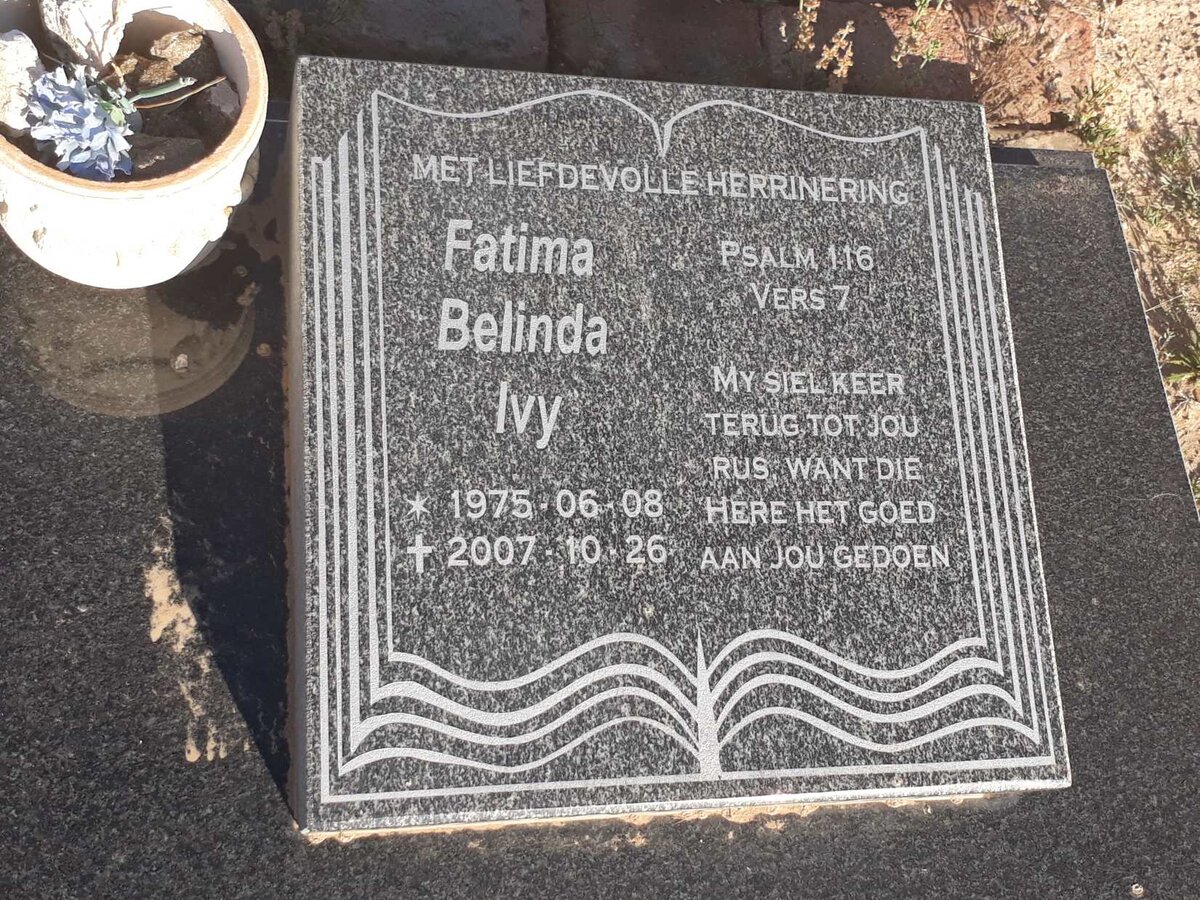 MET LIEFDEVOLLE HERRINERING
Fatima
Belinda
Ivy
* 1975·06·08
✝ 2007·10·26
PSALM 116
VERS 7
MY SIEL KEER
TERUG TOT JOU
RUS, WANT DIE
HERE HET GOED
AAN JOU GEDOEN